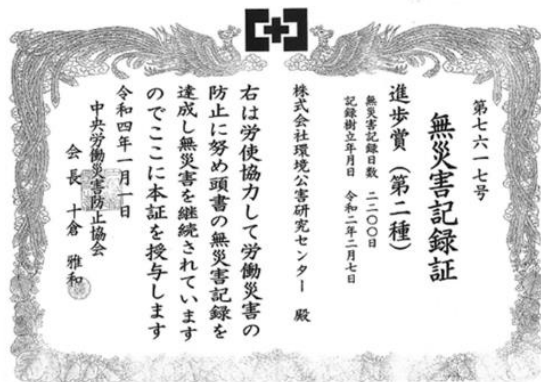 第七六一七号
無災害記録証
進歩賞（第二種）
無災害記録日数　二二〇〇日
記録樹立年月日　令和二年二月七日
株式会社環境公害研究センター　殿
右は労使協力して労働災害の
防止に努め頭書の無災害記録を
達成し無災害を継続されています
のでここに本証を授与します
令和四年一月一日
中央労働災害防止協会
会長　十倉　雅和